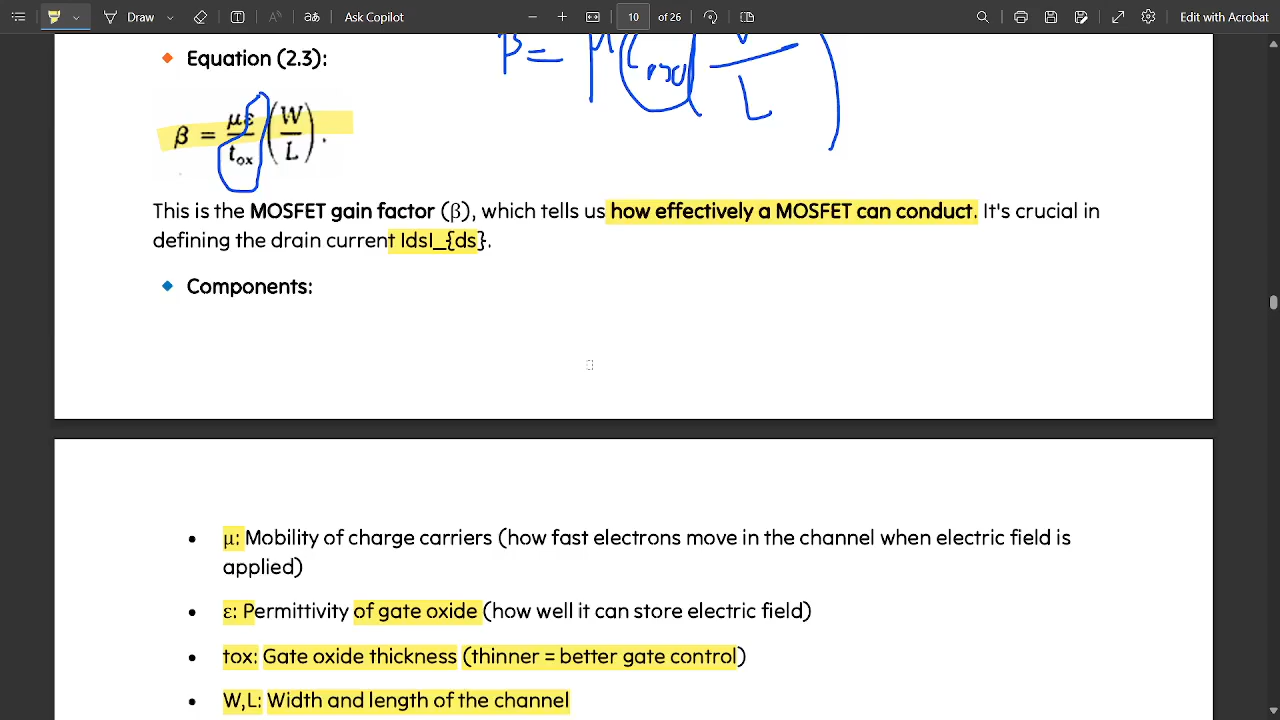 Draw
Ask Copilot
10 of 26
Edit with Acrobat
Equation (2.3):
β = με/tox (W/L).
This is the MOSFET gain factor (β), which tells us how effectively a MOSFET can conduct. It's crucial in
defining the drain current IdsI_{ds}.
Components:
μ: Mobility of charge carriers (how fast electrons move in the channel when electric field is
applied)
ε: Permittivity of gate oxide (how well it can store electric field)
tox: Gate oxide thickness (thinner = better gate control)
W,L: Width and length of the channel